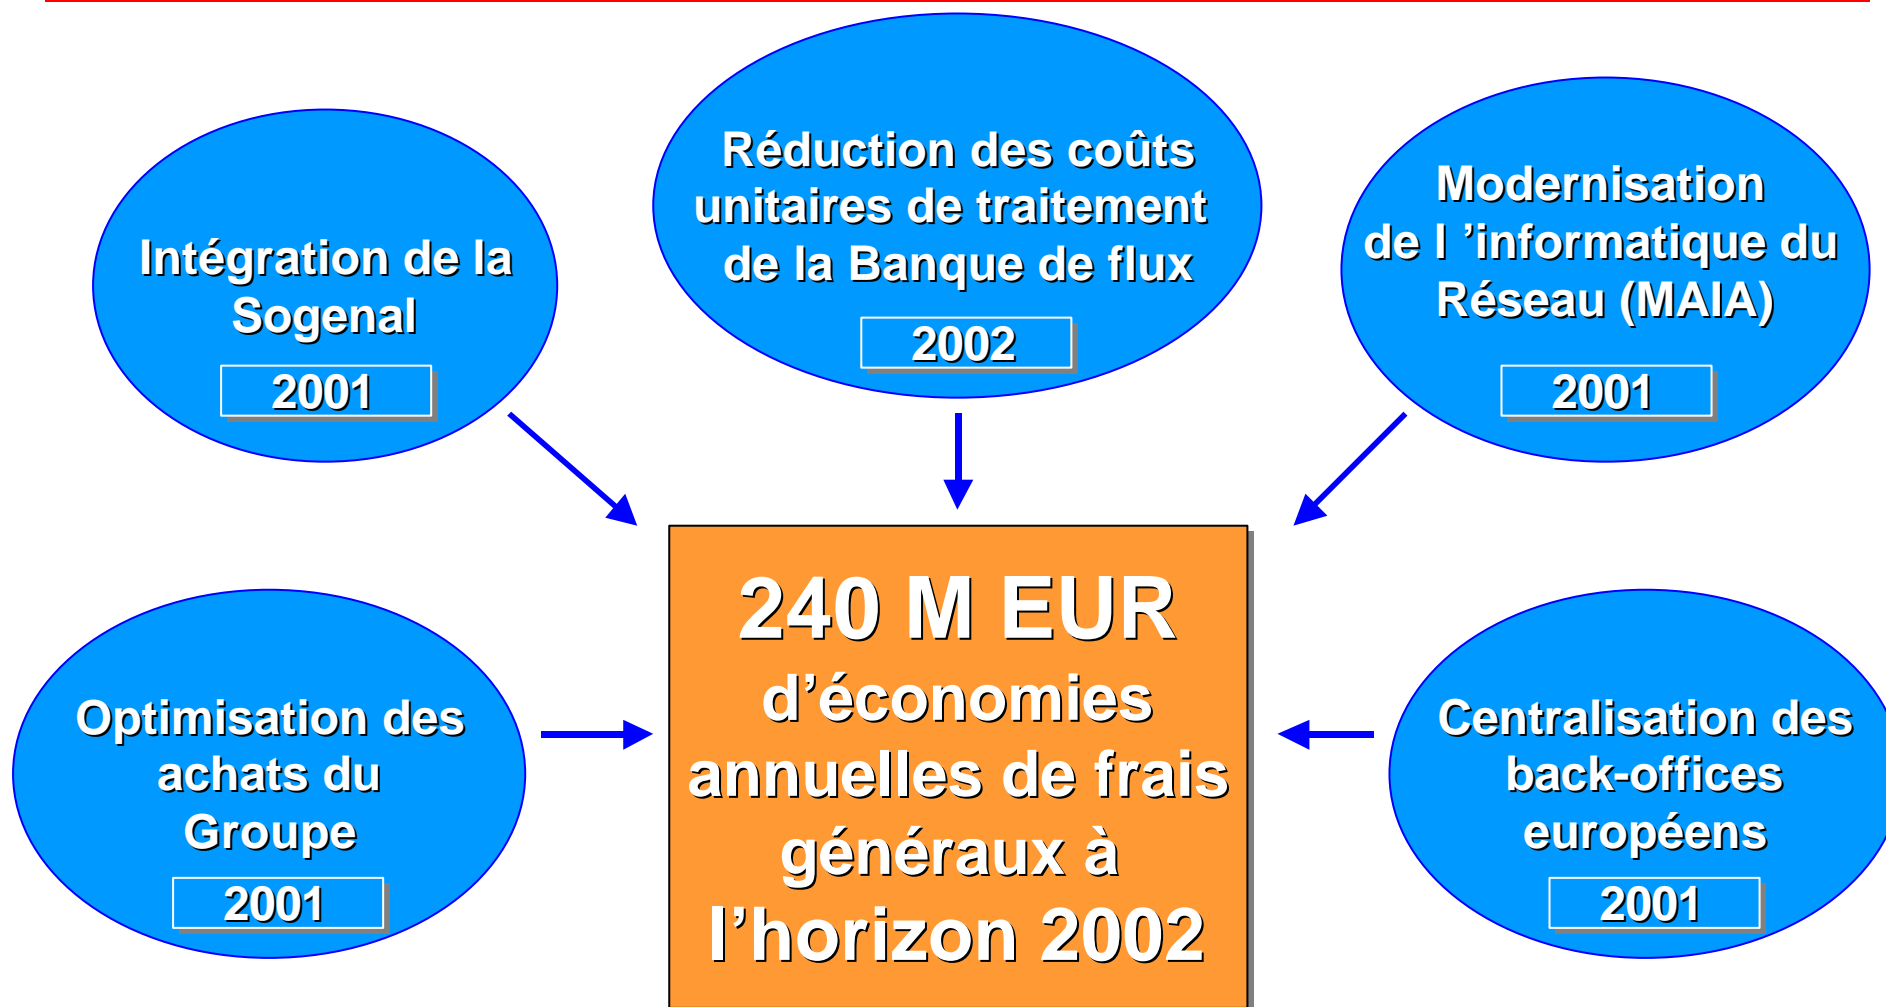 Intégration de la
Sogenal
2001
Réduction des coûts
unitaires de traitement
de la Banque de flux
2002
Modernisation
de l ’informatique du
Réseau (MAIA)
2001
Optimisation des
achats du
Groupe
2001
240 M EUR
d’économies
annuelles de frais
généraux à
l’horizon 2002
Centralisation des
back-offices
européens
2001